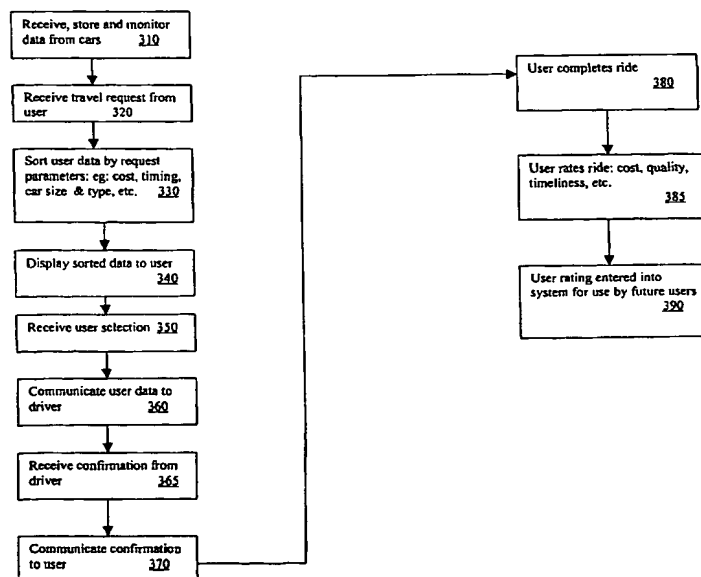 Receive, store and monitor
data from cars 310
Receive travel request from
user 320
Sort user data by request
parameters: eg: cost, timing,
car size & type, etc. 330
Display sorted data to user
340
Receive user selection 350
Communicate user data to
driver 360
Receive confirmation from
driver 365
Communicate confirmation
to user 370
User completes ride
380
User rates ride: cost, quality,
timeliness, etc.
385
User rating entered into
system for use by future users
390